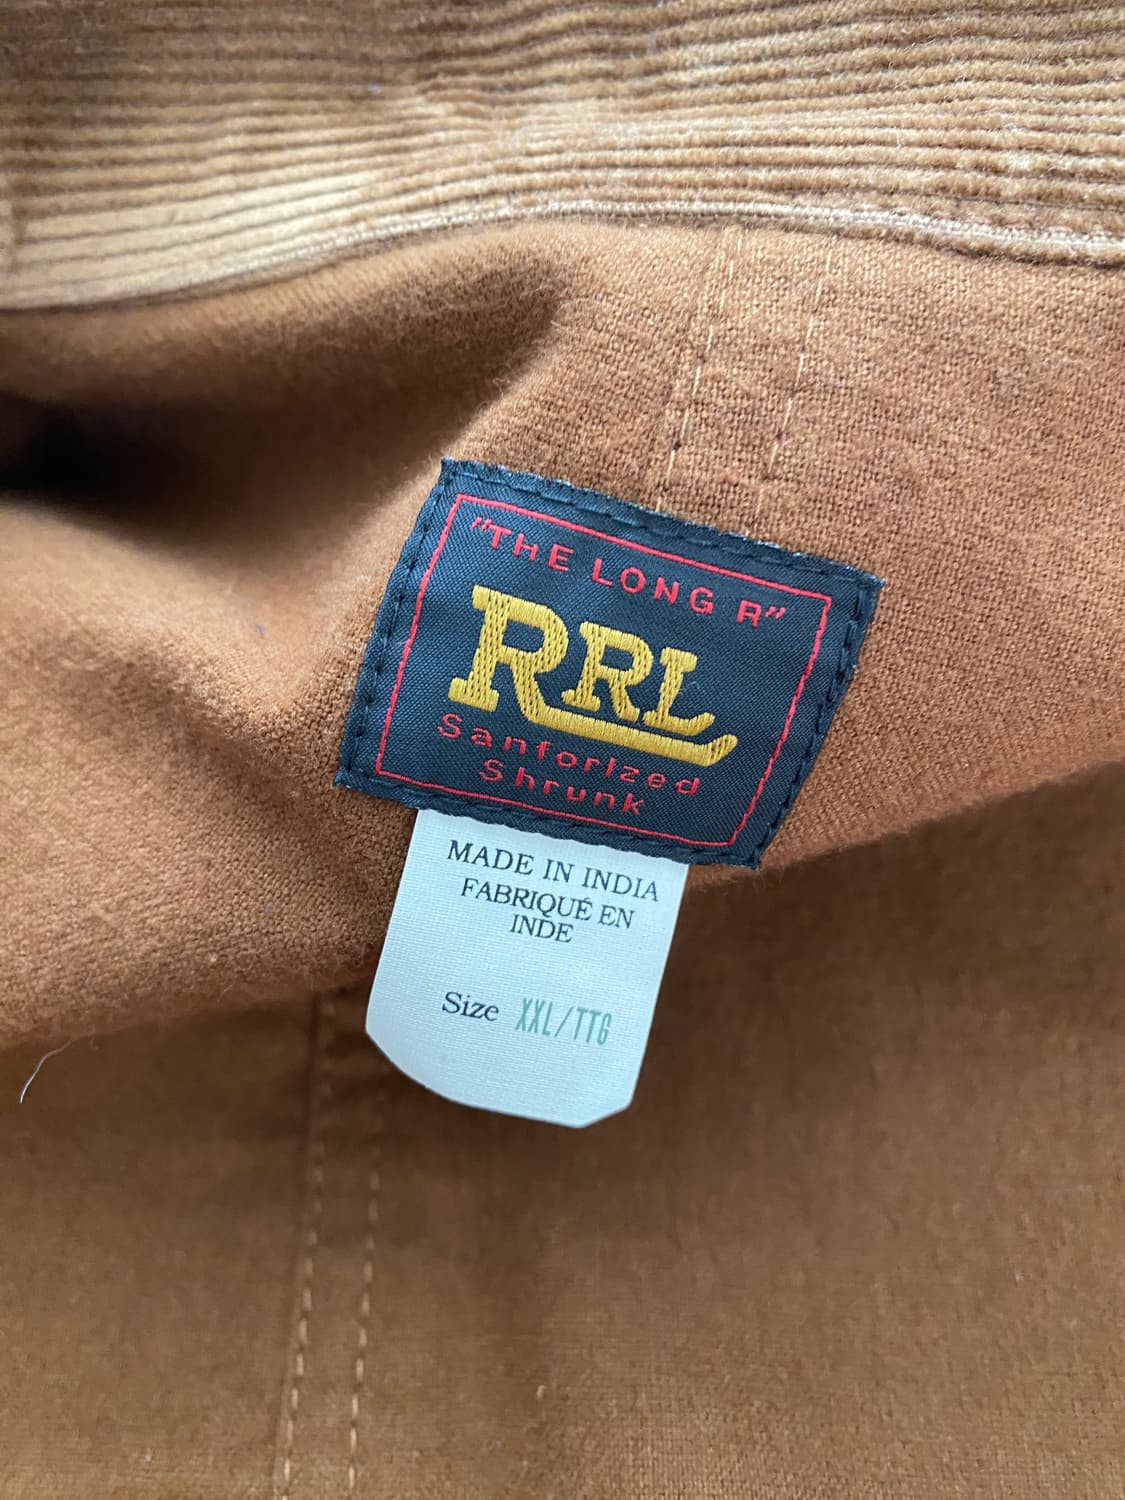 "THE LONG R"
RRL
Sanforized
Shrunk
MADE IN INDIA
FABRIQUÉ EN
INDE
Size XXL/TTG